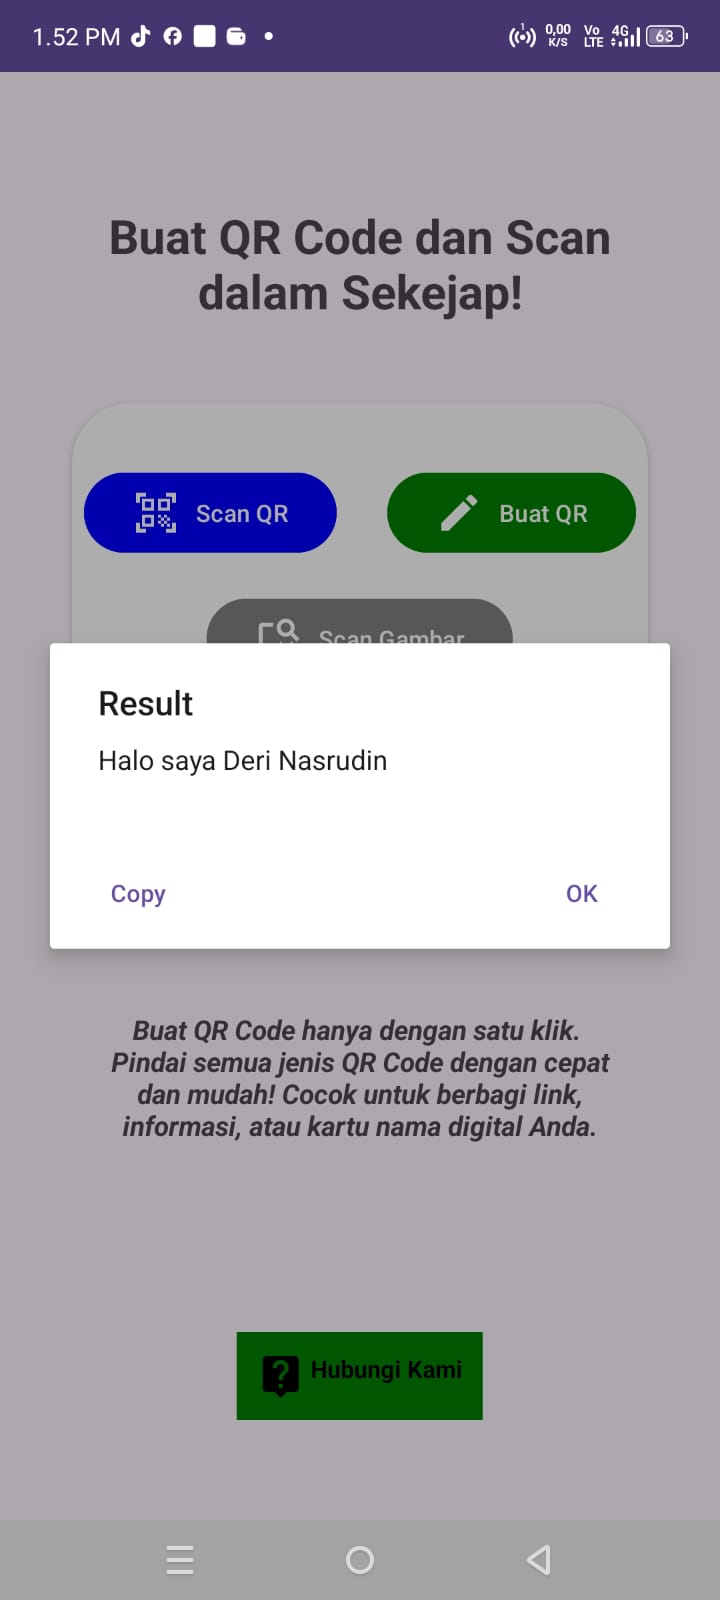 1.52 PM
1
0,00
K/S
Vo
LTE
4G
63
Buat QR Code dan Scan
dalam Sekejap!
Scan QR
Buat QR
Scan Gambar
Result
Halo saya Deri Nasrudin
Copy
OK
Buat QR Code hanya dengan satu klik.
Pindai semua jenis QR Code dengan cepat
dan mudah! Cocok untuk berbagi link,
informasi, atau kartu nama digital Anda.
? Hubungi Kami